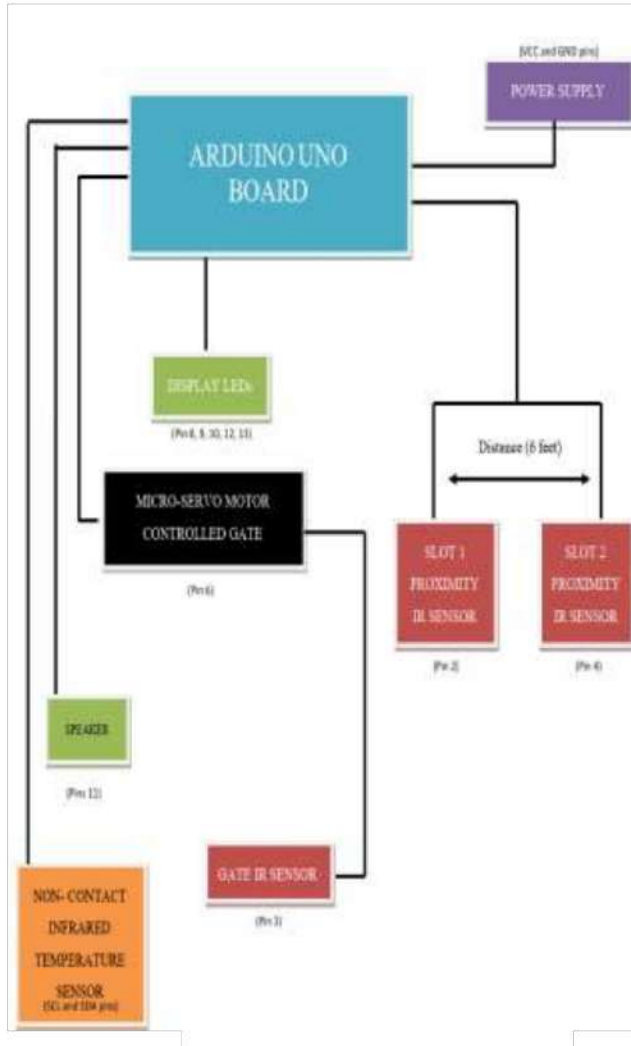 (VCC and GND pins)
POWER SUPPLY
ARDUINO UNO
BOARD
DISPLAY LEDs
(Pin 8, 9, 10, 12, 13)
Distance (6 feet)
MICRO-SERVO MOTOR
CONTROLLED GATE
(Pin 6)
SLOT 1
PROXIMITY
IR SENSOR
(Pin 2)
SLOT 2
PROXIMITY
IR SENSOR
(Pin 4)
SPEAKER
(Pins 11)
GATE IR SENSOR
(Pin 3)
NON- CONTACT
INFRARED
TEMPERATURE
SENSOR
(SCL and SDA pins)